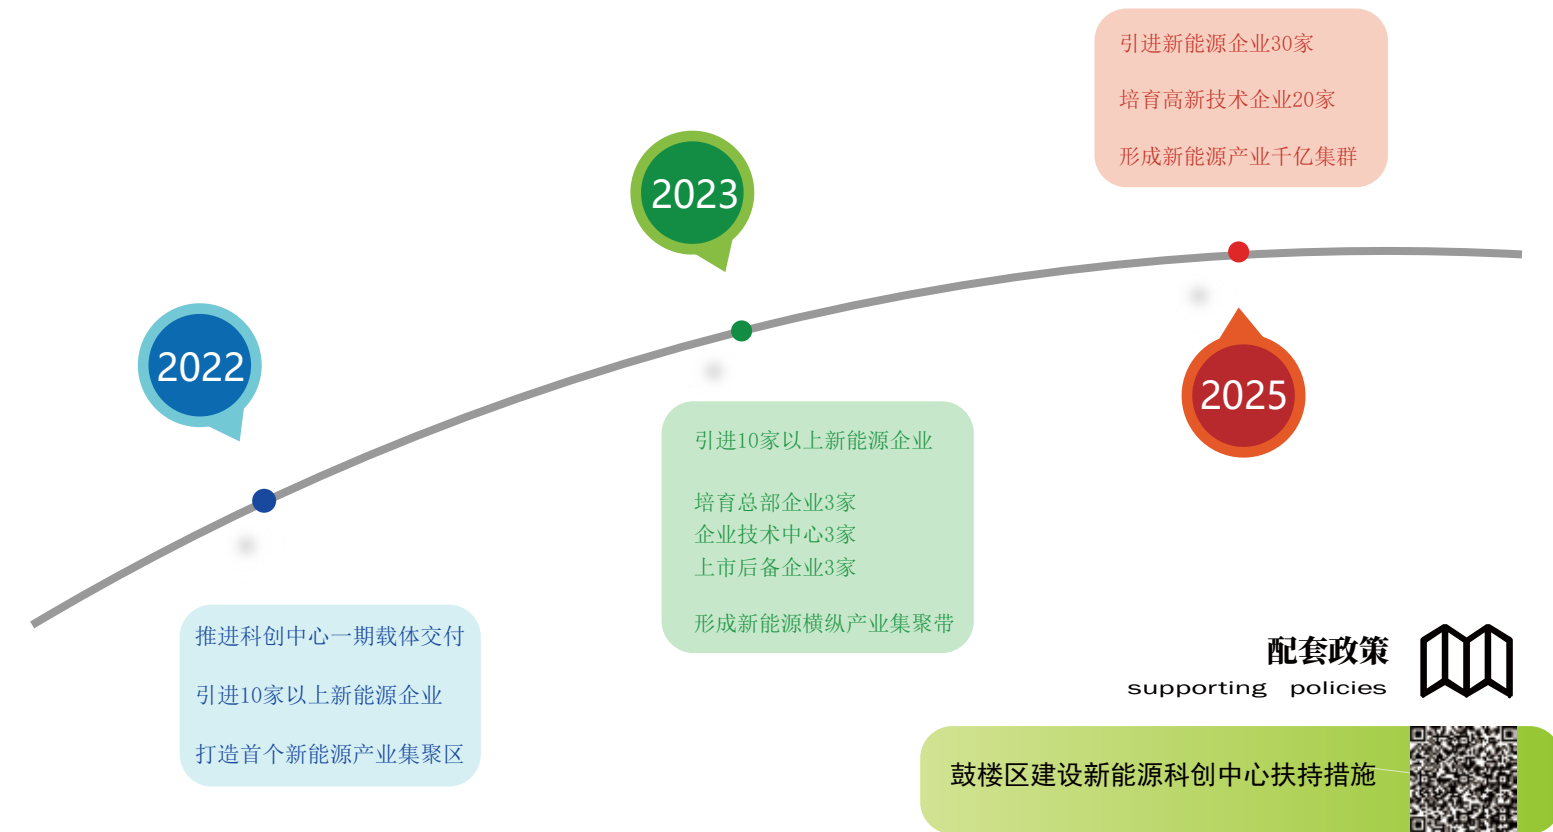 2022
推进科创中心一期载体交付
引进10家以上新能源企业
打造首个新能源产业集聚区
2023
引进10家以上新能源企业
培育总部企业3家
企业技术中心3家
上市后备企业3家
形成新能源横纵产业集聚带
2025
引进新能源企业30家
培育高新技术企业20家
形成新能源产业千亿集群
配套政策
supporting policies
鼓楼区建设新能源科创中心扶持措施